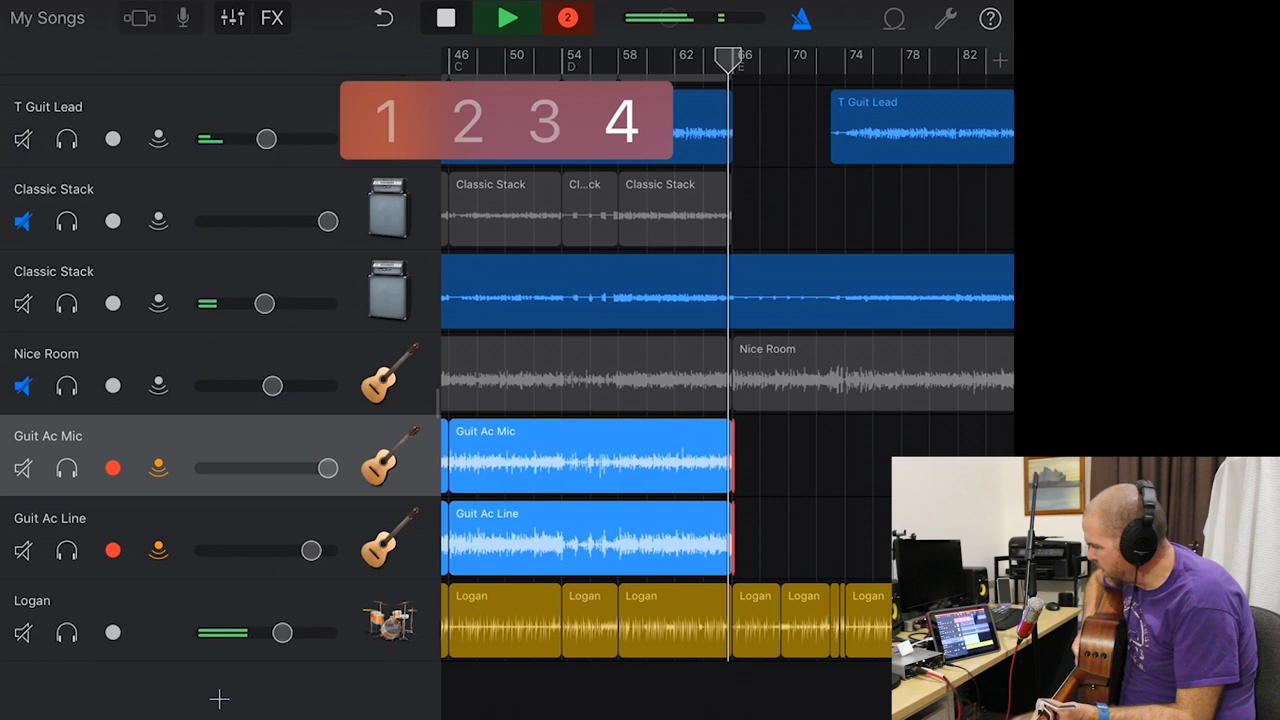 My Songs FX 2
46 50 54 58 62 66 70 74 78 82
C D E
1 2 3 4
T Guit Lead
T Guit Lead
Classic Stack
Classic Stack Cl...ck Classic Stack
Classic Stack
Nice Room
Nice Room
Guit Ac Mic
Guit Ac Mic
Guit Ac Line
Guit Ac Line
Logan
Logan Logan Logan Logan Logan Logan